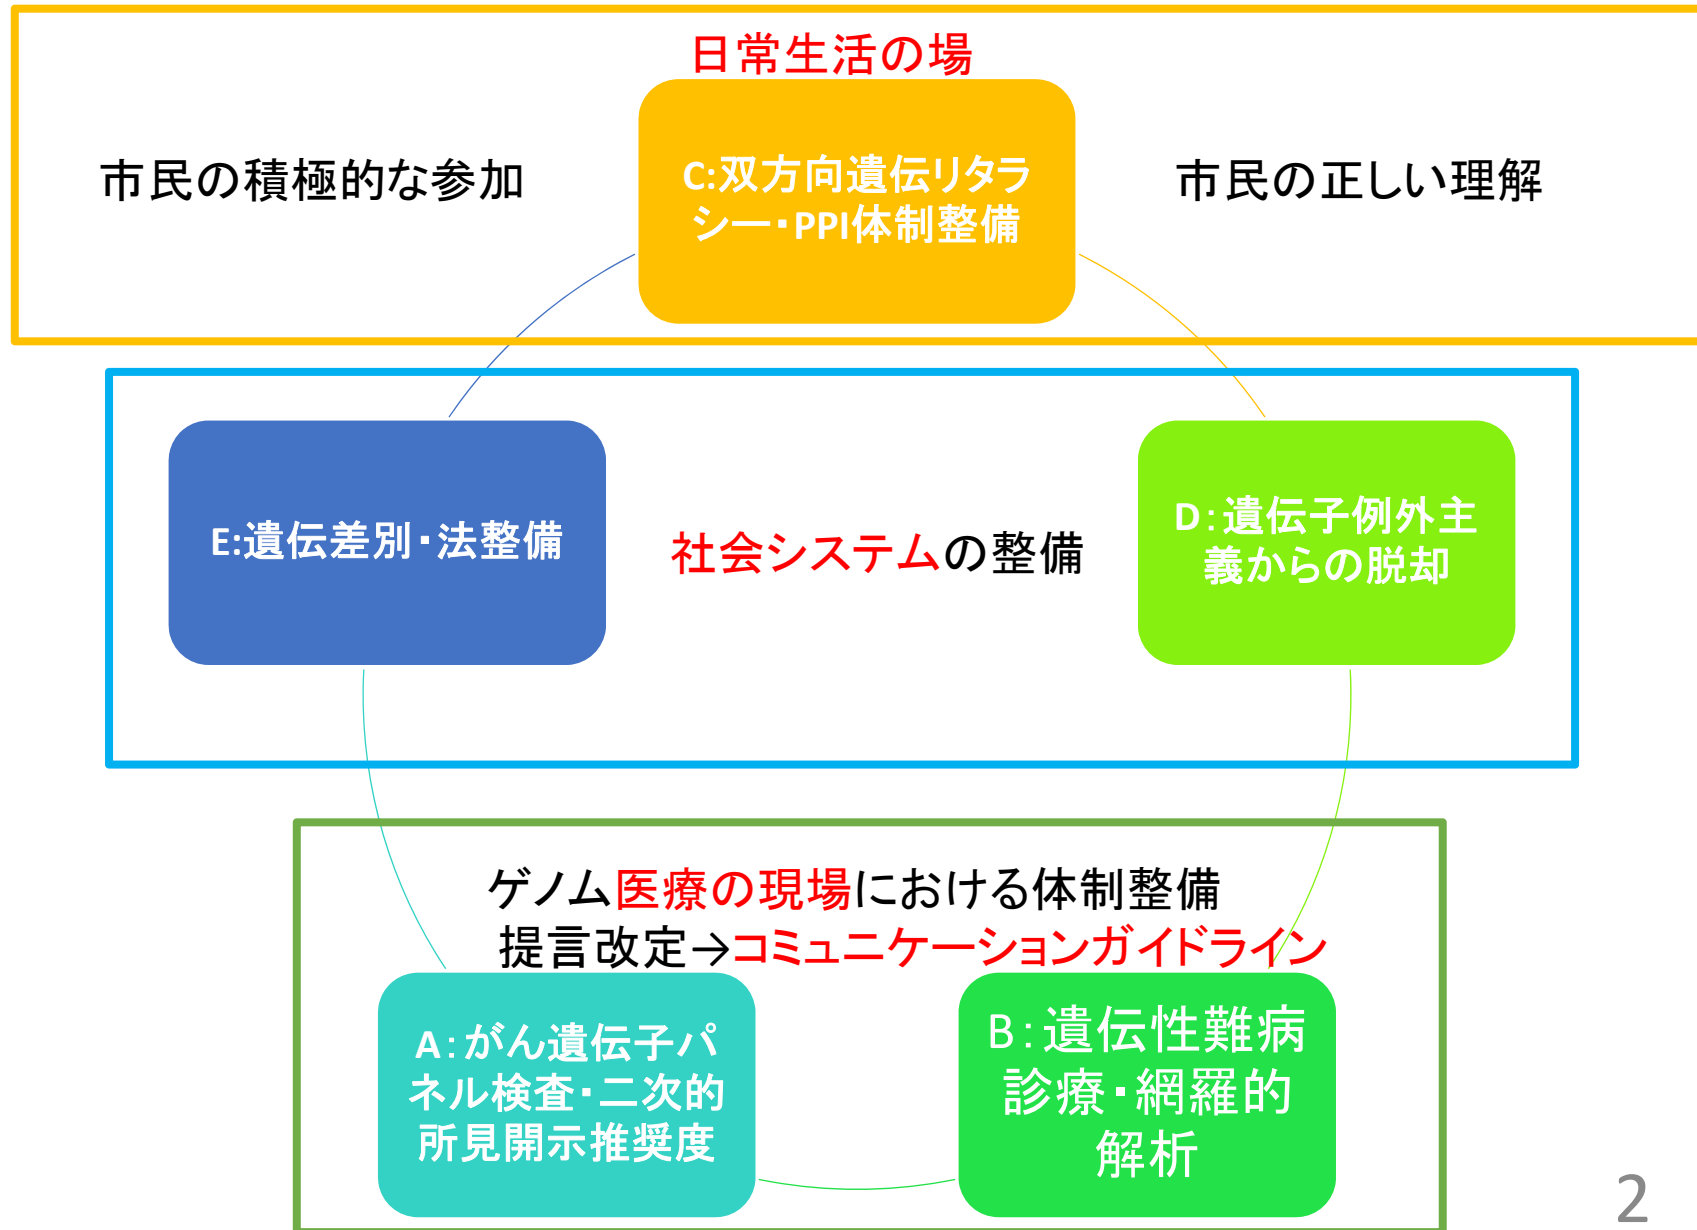 日常生活の場
市民の積極的な参加
C:双方向遺伝リタラ
シー・PPI体制整備
市民の正しい理解
E:遺伝差別・法整備
社会システムの整備
D：遺伝子例外主
義からの脱却
ゲノム医療の現場における体制整備
提言改定→コミュニケーションガイドライン
A：がん遺伝子パ
ネル検査・二次的
所見開示推奨度
B：遺伝性難病
診療・網羅的
解析
2